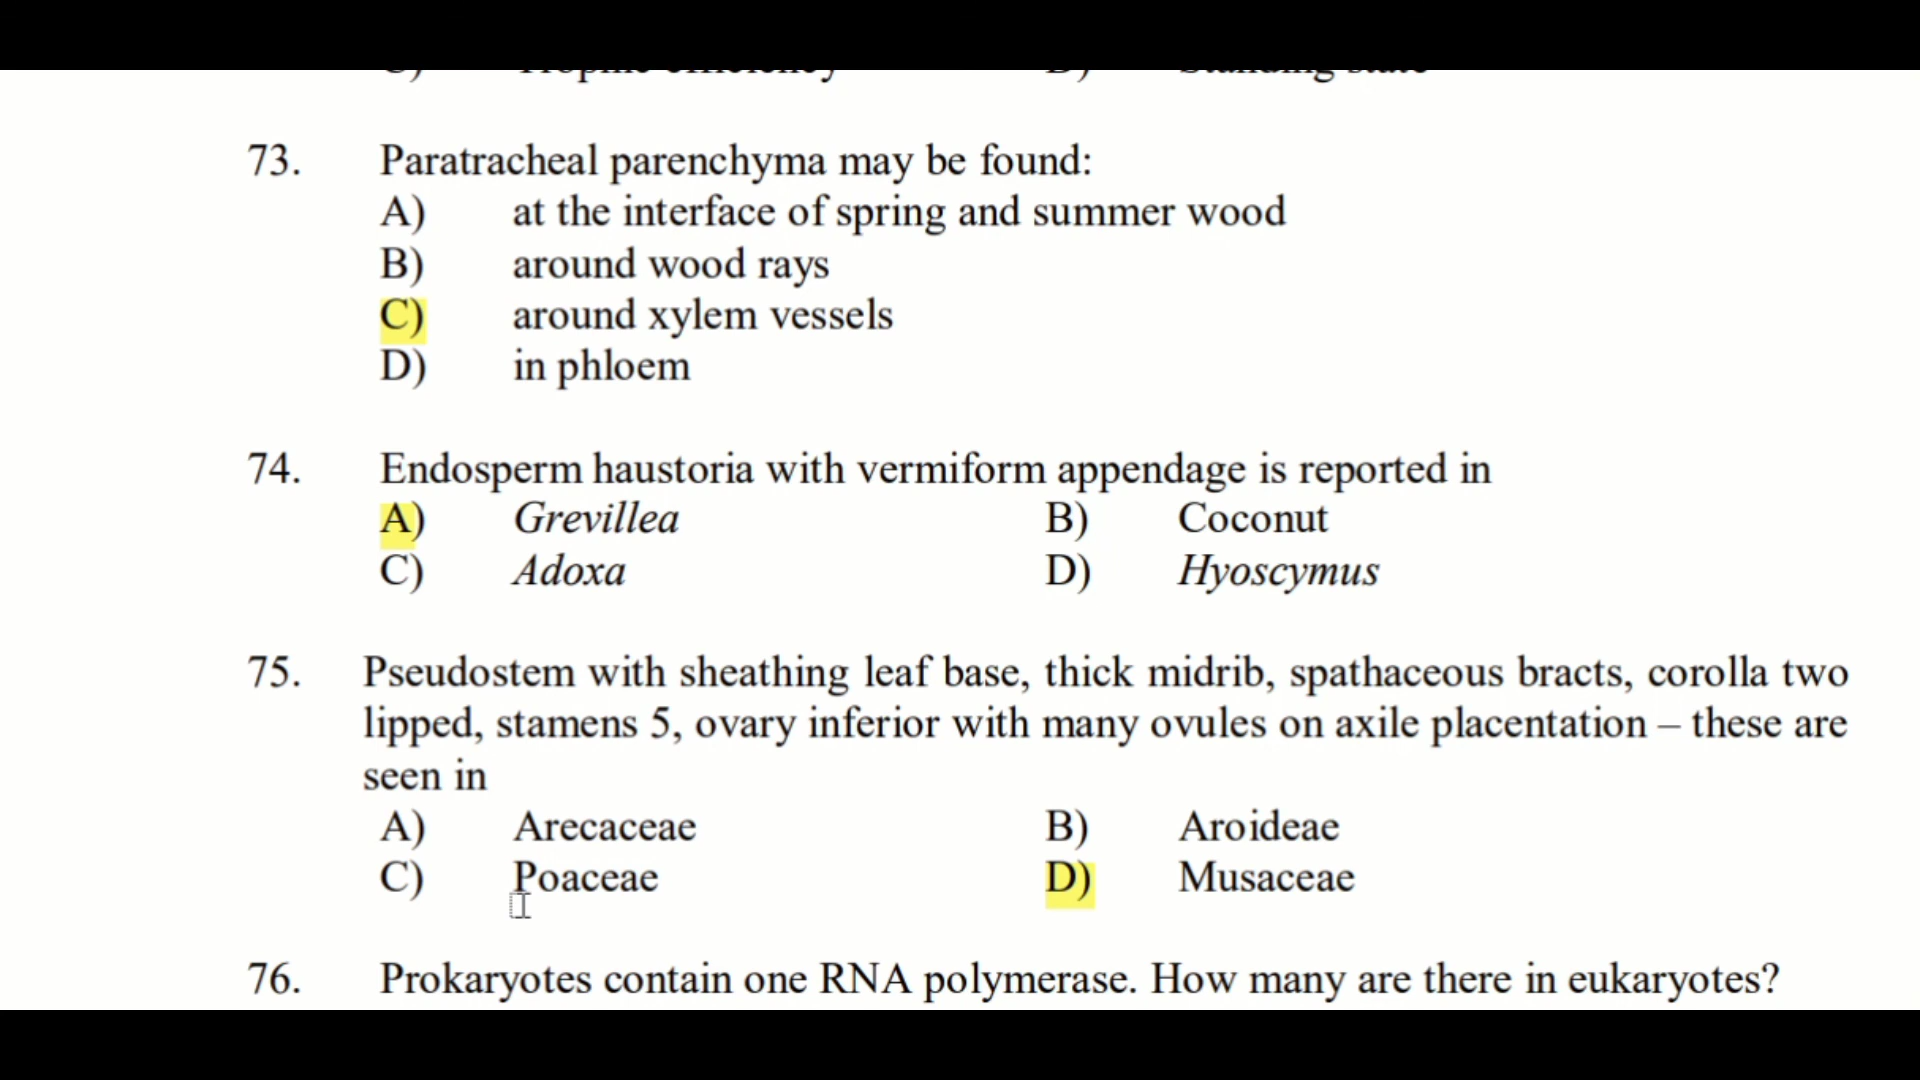 73. Paratracheal parenchyma may be found:
A) at the interface of spring and summer wood
B) around wood rays
C) around xylem vessels
D) in phloem
74. Endosperm haustoria with vermiform appendage is reported in
A) Grevillea B) Coconut
C) Adoxa D) Hyoscymus
75. Pseudostem with sheathing leaf base, thick midrib, spathaceous bracts, corolla two
lipped, stamens 5, ovary inferior with many ovules on axile placentation – these are
seen in
A) Arecaceae B) Aroideae
C) Poaceae D) Musaceae
76. Prokaryotes contain one RNA polymerase. How many are there in eukaryotes?